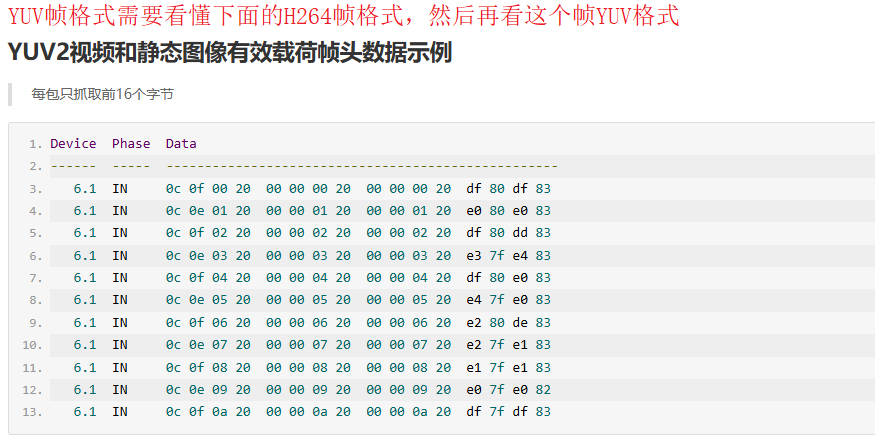 YUV帧格式需要看懂下面的H264帧格式，然后再看这个帧YUV格式
YUV2视频和静态图像有效载荷帧头数据示例
每包只抓取前16个字节
1. Device  Phase  Data
2. ------  -----  --------------------------------------------------
3.    6.1  IN     0c 0f 00 20  00 00 00 20  00 00 00 20  df 80 df 83
4.    6.1  IN     0c 0e 01 20  00 00 01 20  00 00 01 20  e0 80 e0 83
5.    6.1  IN     0c 0f 02 20  00 00 02 20  00 00 02 20  df 80 dd 83
6.    6.1  IN     0c 0e 03 20  00 00 03 20  00 00 03 20  e3 7f e4 83
7.    6.1  IN     0c 0f 04 20  00 00 04 20  00 00 04 20  df 80 e0 83
8.    6.1  IN     0c 0e 05 20  00 00 05 20  00 00 05 20  e4 7f e0 83
9.    6.1  IN     0c 0f 06 20  00 00 06 20  00 00 06 20  e2 80 de 83
10.    6.1  IN     0c 0e 07 20  00 00 07 20  00 00 07 20  e2 7f e1 83
11.    6.1  IN     0c 0f 08 20  00 00 08 20  00 00 08 20  e1 7f e1 83
12.    6.1  IN     0c 0e 09 20  00 00 09 20  00 00 09 20  e0 7f e0 82
13.    6.1  IN     0c 0f 0a 20  00 00 0a 20  00 00 0a 20  df 7f df 83